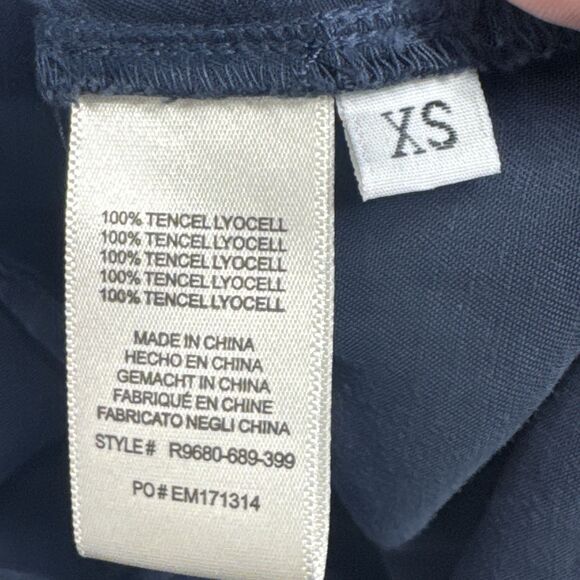 XS
100% TENCEL LYOCELL
100% TENCEL LYOCELL
100% TENCEL LYOCELL
100% TENCEL LYOCELL
100% TENCEL LYOCELL
MADE IN CHINA
HECHO EN CHINA
GEMACHT IN CHINA
FABRIQUÉ EN CHINE
FABRICATO NEGLI CHINA
STYLE# R9680-689-399
PO# EM171314